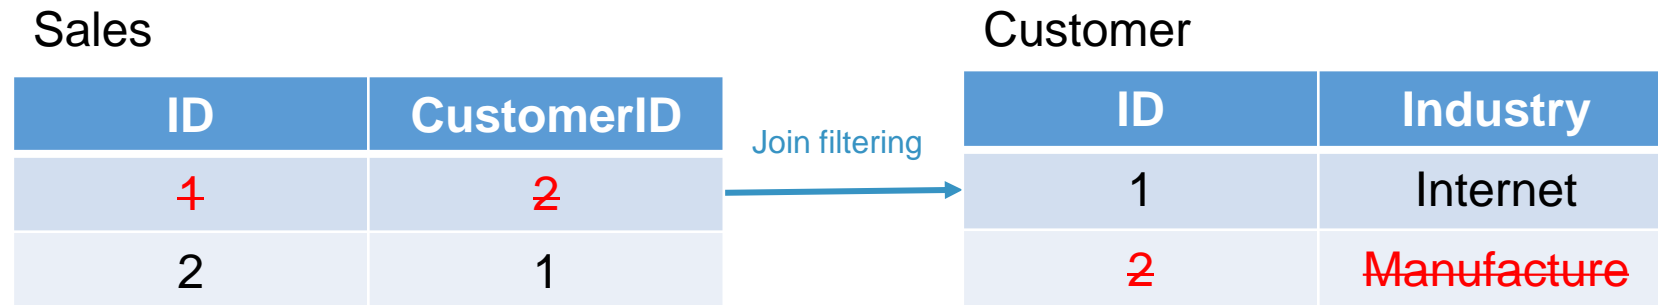 Sales
ID CustomerID
1 2
2 1
Join filtering
Customer
ID Industry
1 Internet
2 Manufacture